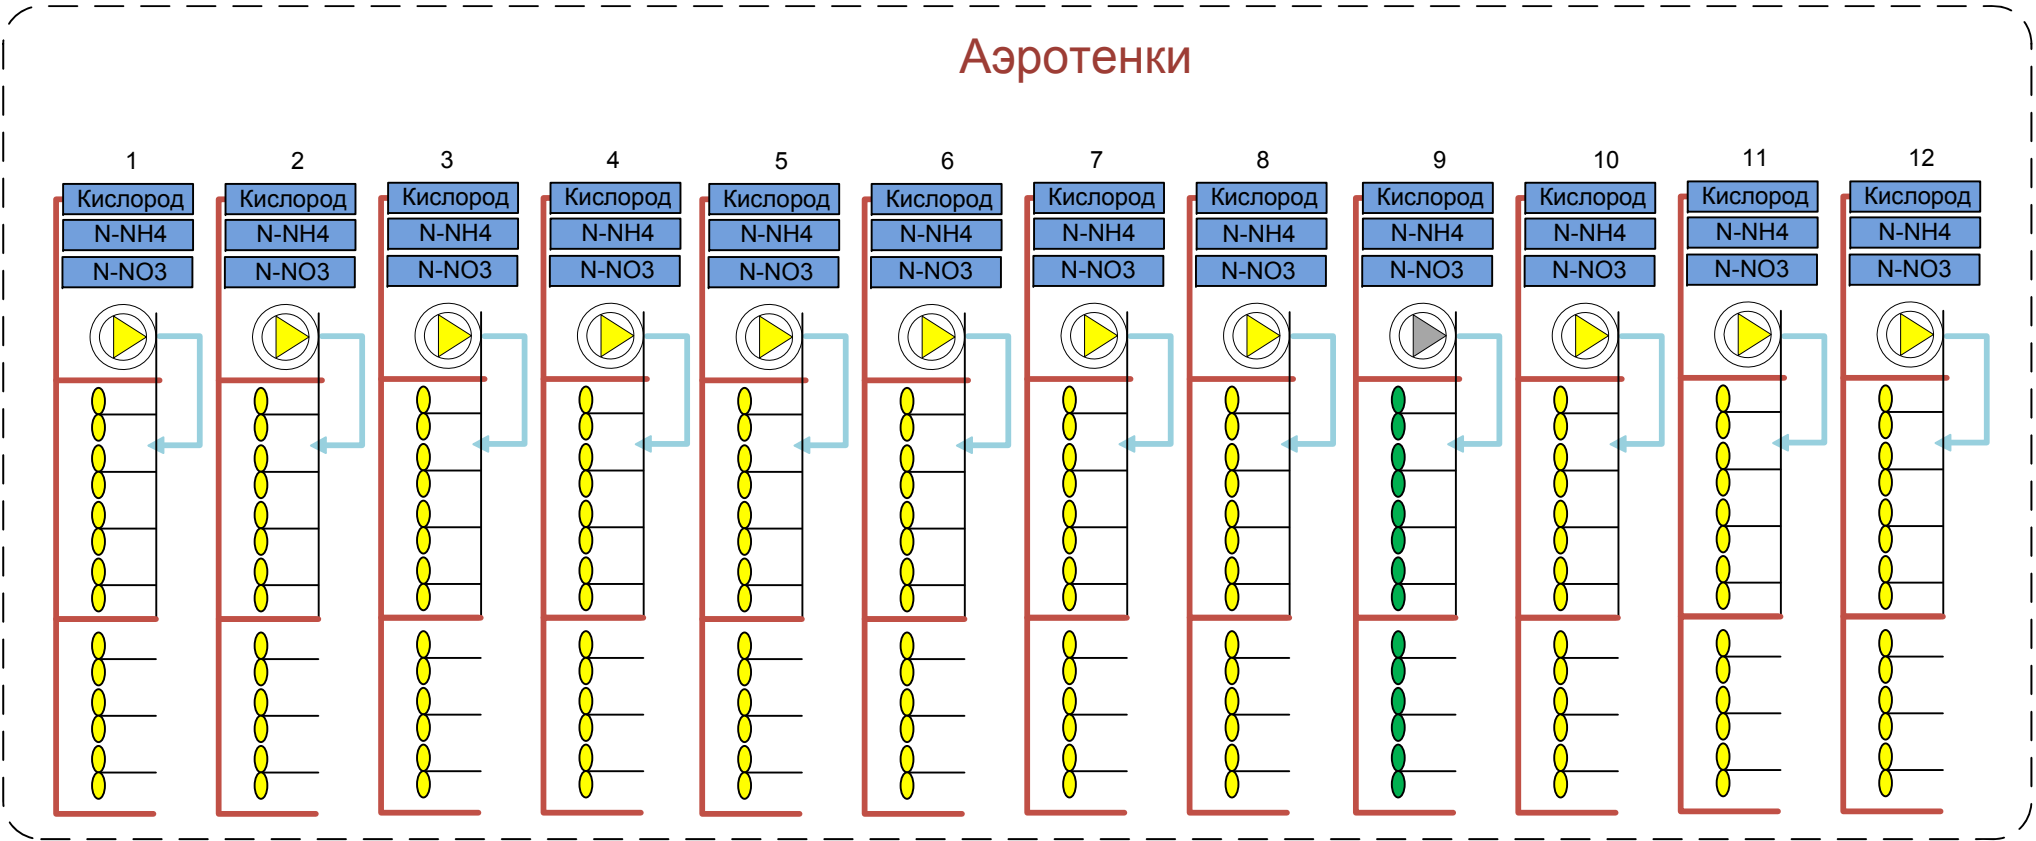 Аэротенки
1 2 3 4 5 6 7 8 9 10 11 12
Кислород Кислород Кислород Кислород Кислород Кислород Кислород Кислород Кислород Кислород Кислород Кислород
N-NH4 N-NH4 N-NH4 N-NH4 N-NH4 N-NH4 N-NH4 N-NH4 N-NH4 N-NH4 N-NH4 N-NH4
N-NO3 N-NO3 N-NO3 N-NO3 N-NO3 N-NO3 N-NO3 N-NO3 N-NO3 N-NO3 N-NO3 N-NO3